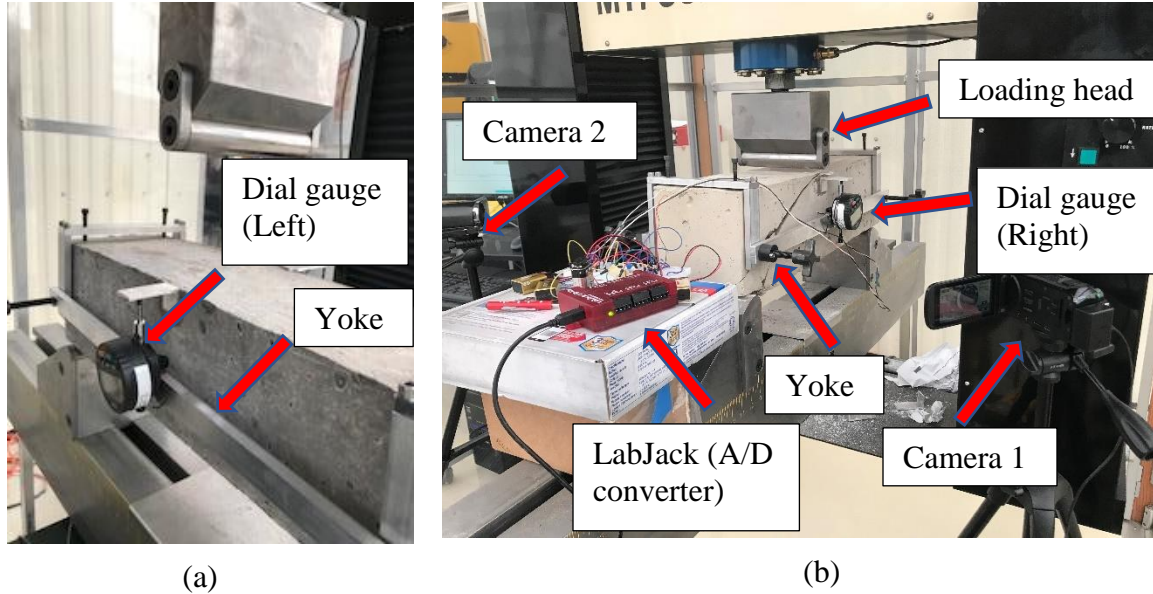 Dial gauge
(Left)
Yoke
(a)
Camera 2
Loading head
Dial gauge
(Right)
Yoke
LabJack (A/D
converter)
Camera 1
(b)